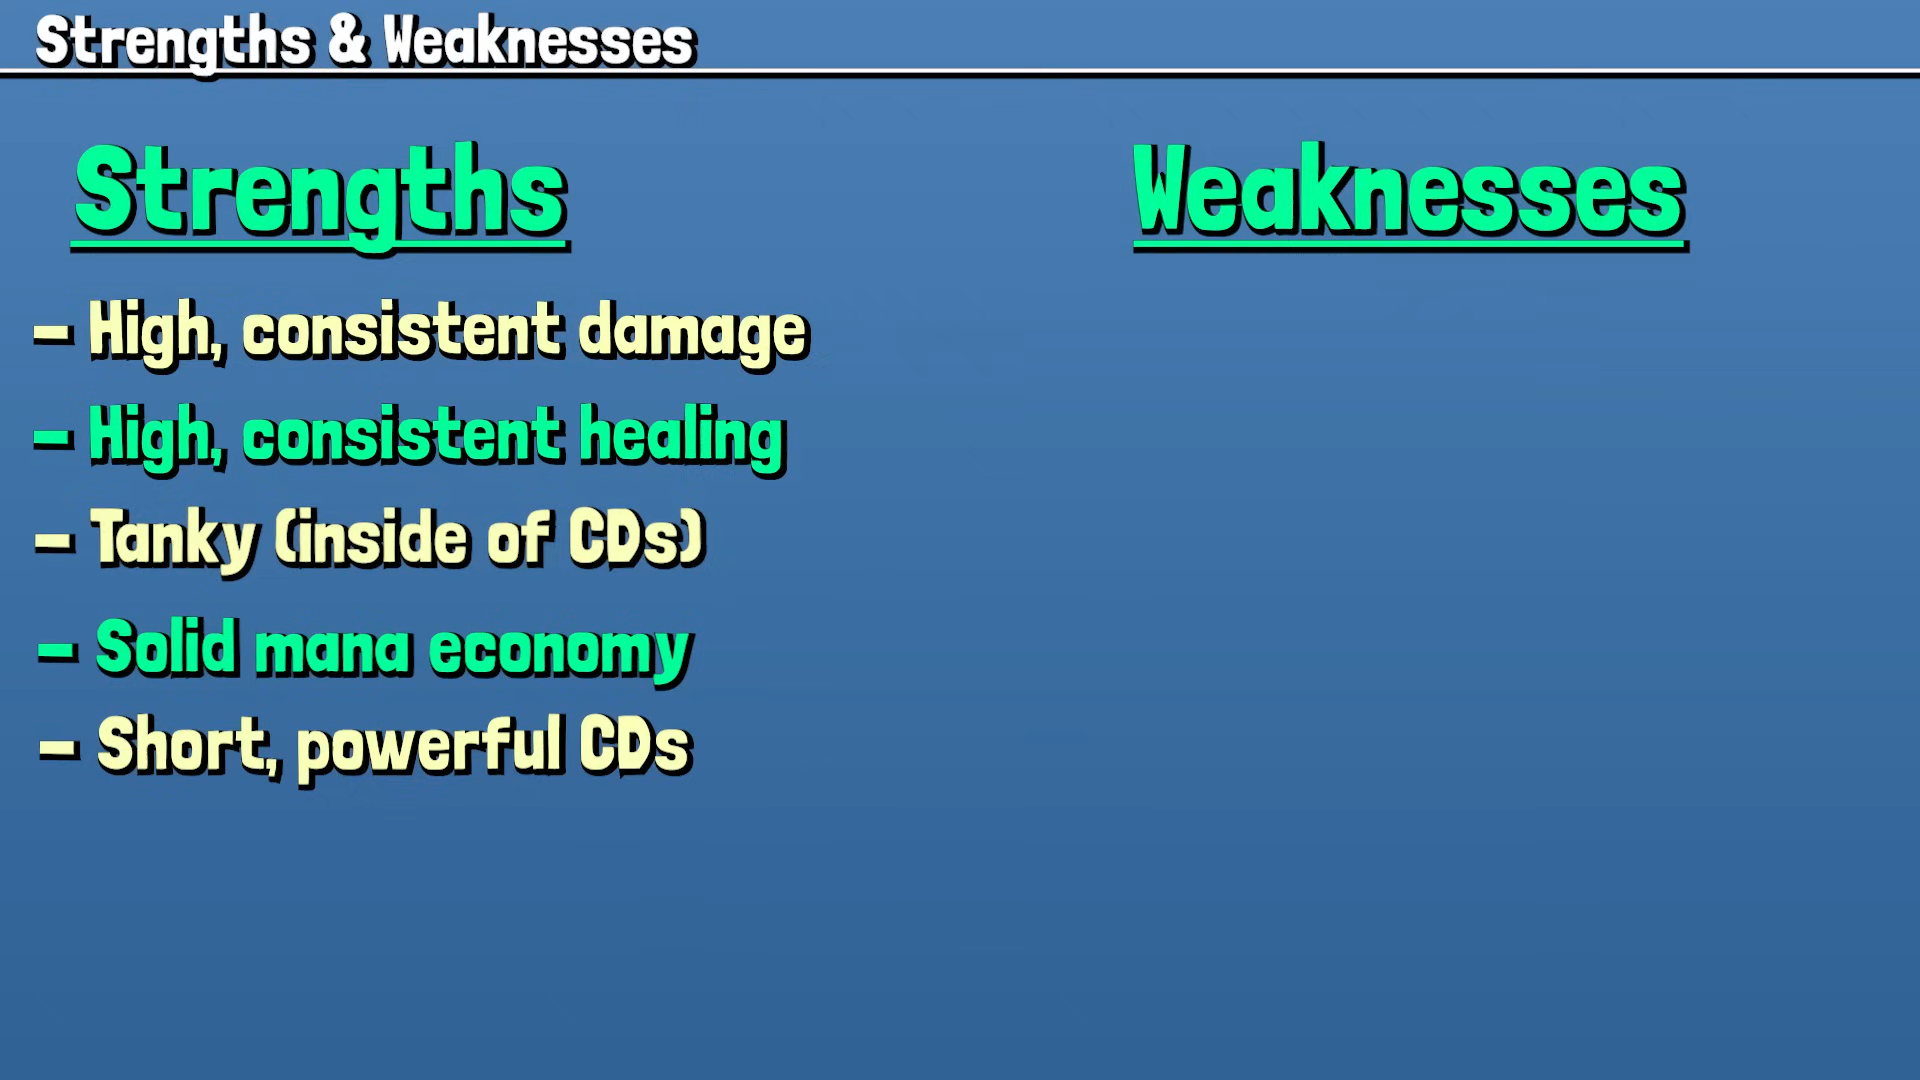 Strengths & Weaknesses
Strengths
Weaknesses
- High, consistent damage
- High, consistent healing
- Tanky (inside of CDs)
- Solid mana economy
- Short, powerful CDs